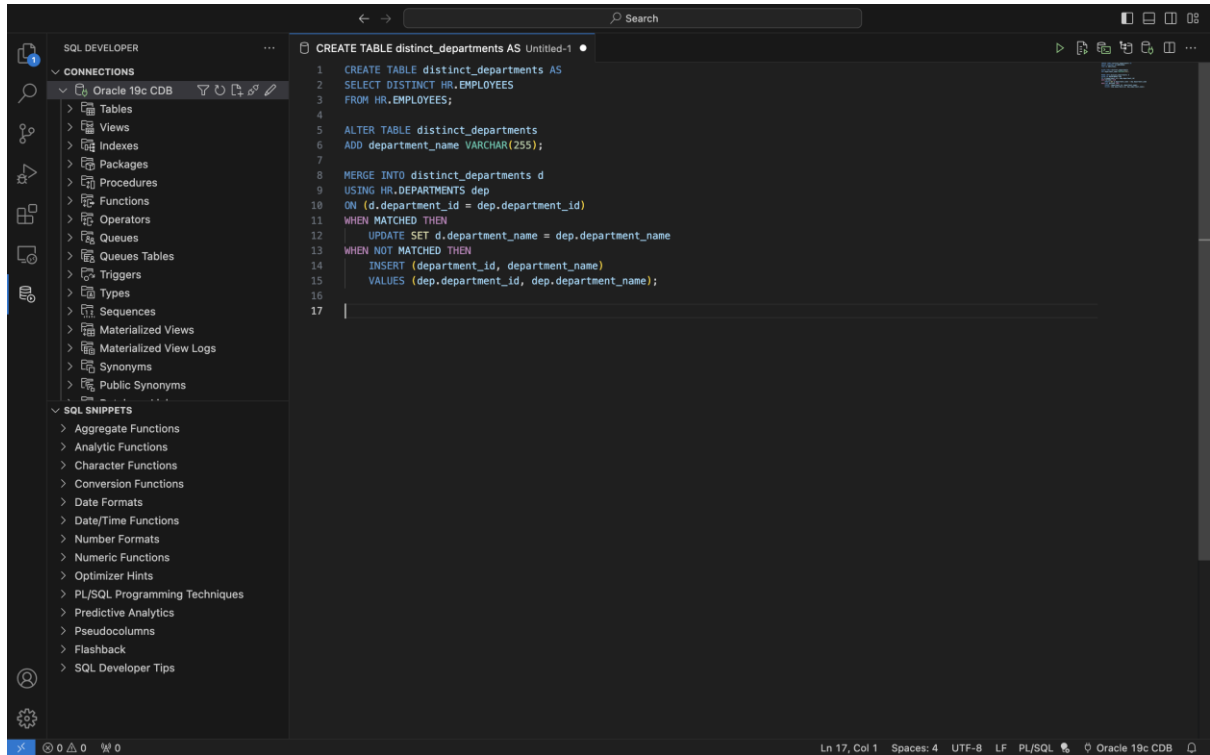 Search
SQL DEVELOPER
CONNECTIONS
Oracle 19c CDB
Tables
Views
Indexes
Packages
Procedures
Functions
Operators
Queues
Queues Tables
Triggers
Types
Sequences
Materialized Views
Materialized View Logs
Synonyms
Public Synonyms
SQL SNIPPETS
Aggregate Functions
Analytic Functions
Character Functions
Conversion Functions
Date Formats
Date/Time Functions
Number Formats
Numeric Functions
Optimizer Hints
PL/SQL Programming Techniques
Predictive Analytics
Pseudocolumns
Flashback
SQL Developer Tips
CREATE TABLE distinct_departments AS Untitled-1
1 CREATE TABLE distinct_departments AS
2 SELECT DISTINCT HR.EMPLOYEES
3 FROM HR.EMPLOYEES;
4
5 ALTER TABLE distinct_departments
6 ADD department_name VARCHAR(255);
7
8 MERGE INTO distinct_departments d
9 USING HR.DEPARTMENTS dep
10 ON (d.department_id = dep.department_id)
11 WHEN MATCHED THEN
12 UPDATE SET d.department_name = dep.department_name
13 WHEN NOT MATCHED THEN
14 INSERT (department_id, department_name)
15 VALUES (dep.department_id, dep.department_name);
16
17
1
0 0 0
Ln 17, Col 1 Spaces: 4 UTF-8 LF PL/SQL Oracle 19c CDB